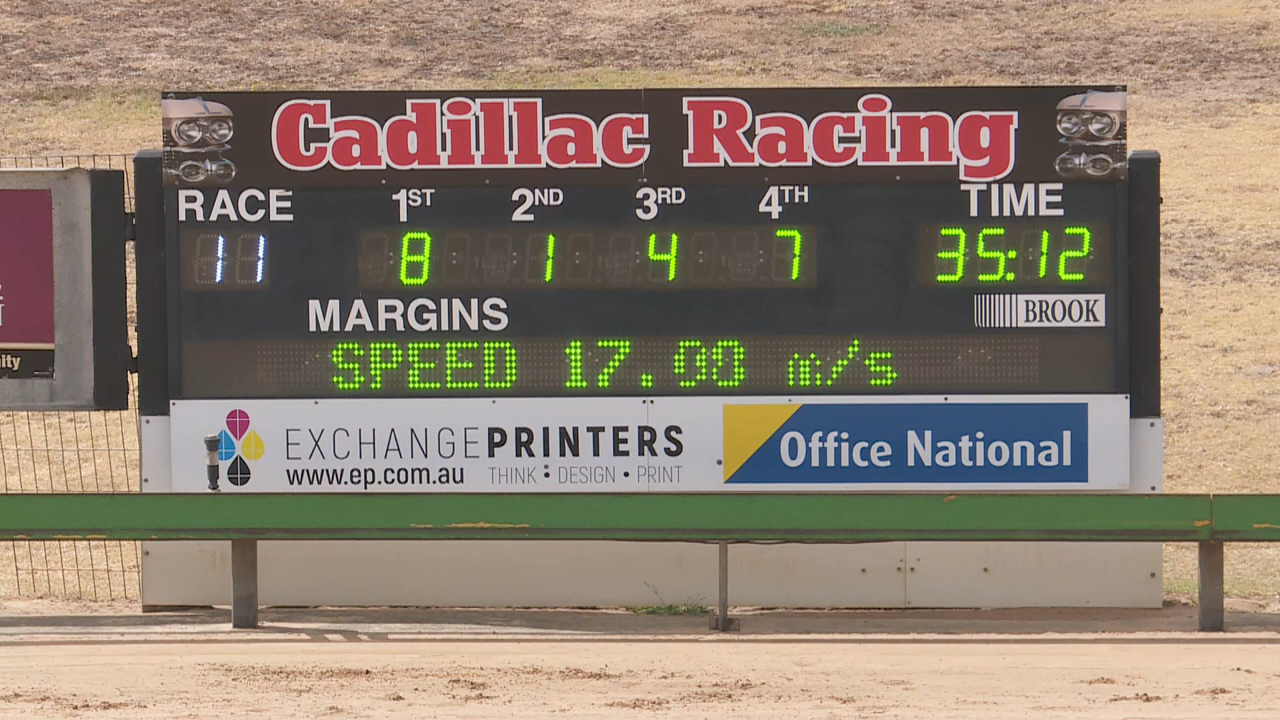 Cadillac Racing
RACE 1ST 2ND 3RD 4TH TIME
11 8 1 4 7 35:12
MARGINS
BROOK
SPEED 17.00 m/s
EXCHANGEPRINTERS
www.ep.com.au THINK : DESIGN • PRINT
Office National
ity